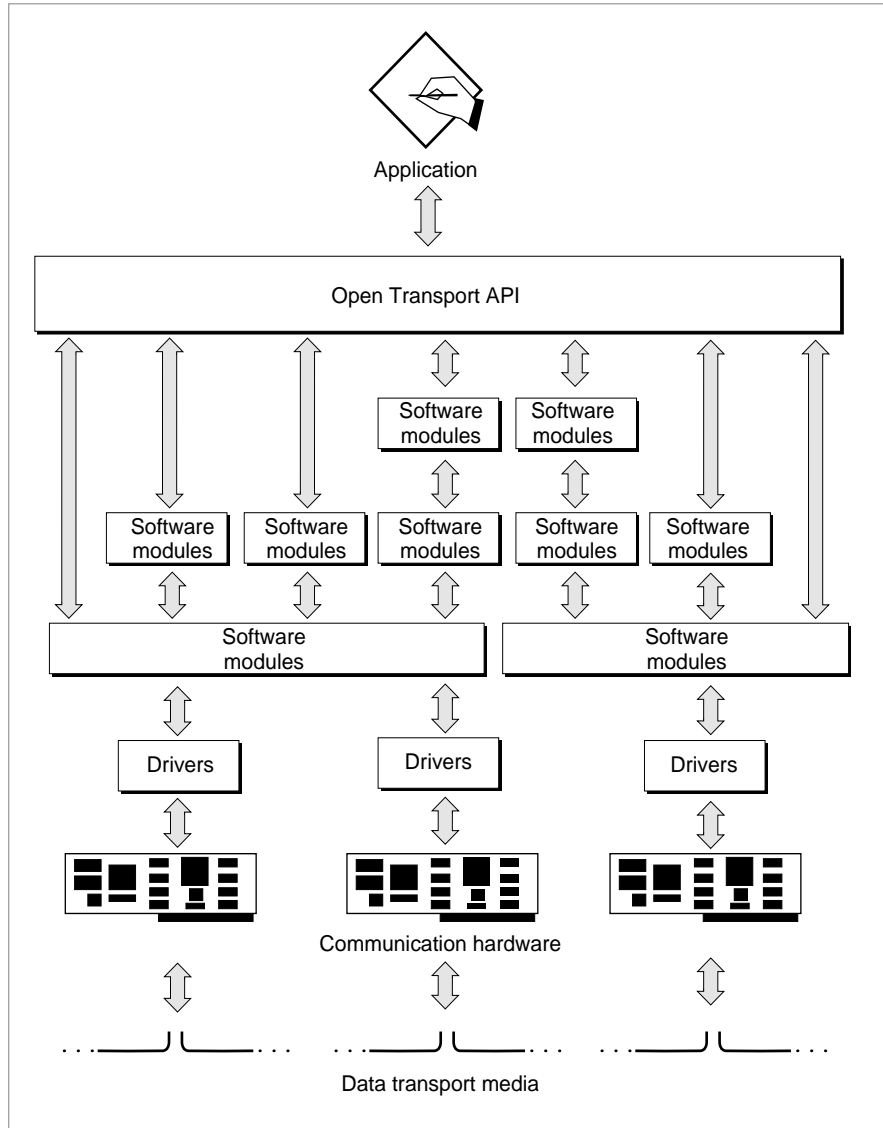 Application
Open Transport API
Software
modules
Software
modules
Software
modules
Software
modules
Software
modules
Software
modules
Software
modules
Software
modules
Software
modules
Drivers
Drivers
Drivers
Communication hardware
Data transport media